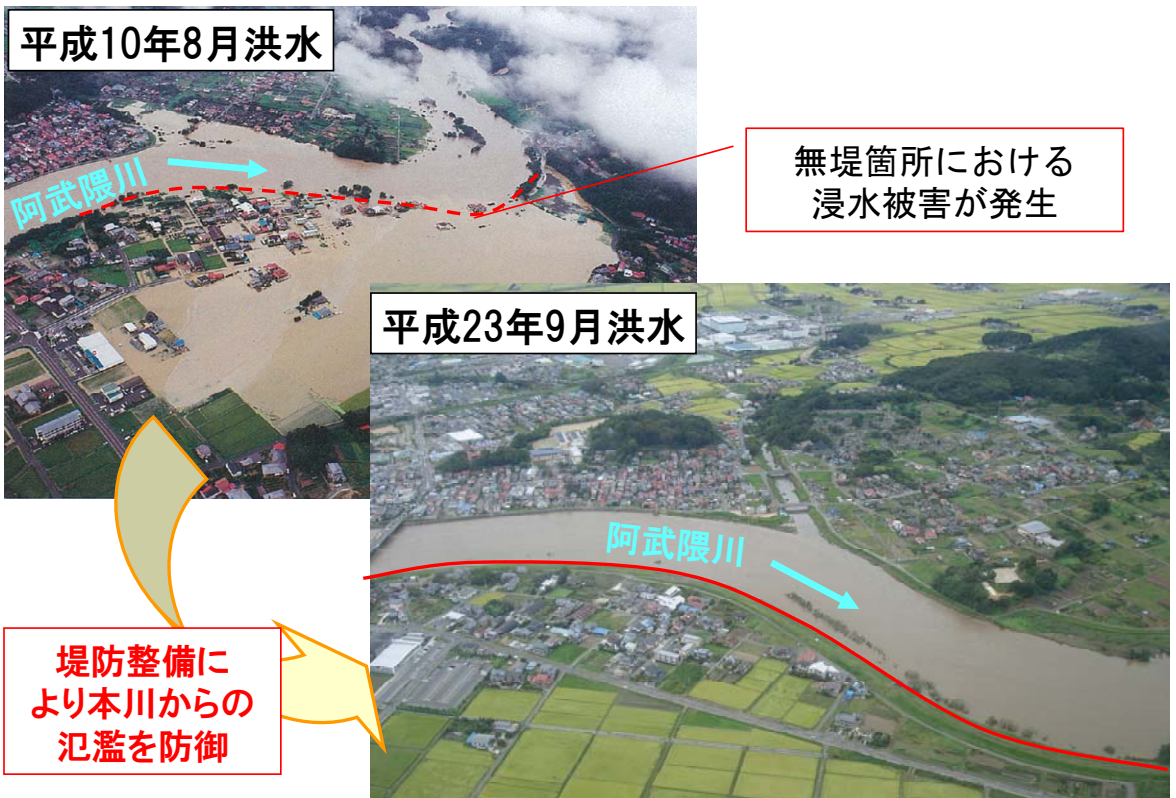 平成10年8月洪水
阿武隈川
無堤箇所における
浸水被害が発生
平成23年9月洪水
阿武隈川
堤防整備に
より本川からの
氾濫を防御